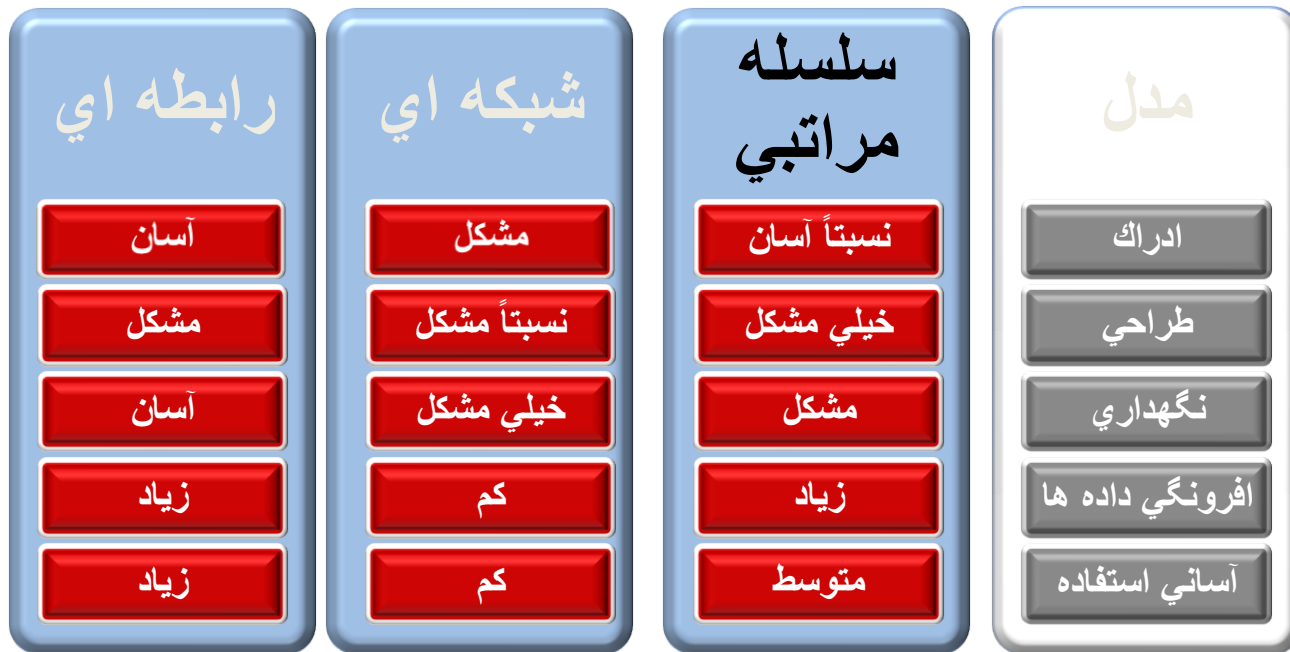 مدل
سلسله
مراتبي
شبكه اي
رابطه اي
ادراك
نسبتاً آسان
مشكل
آسان
طراحي
خيلي مشكل
نسبتاً مشكل
مشكل
نگهداري
مشكل
خيلي مشكل
آسان
افرونگي داده ها
زياد
كم
زياد
آساني استفاده
متوسط
كم
زياد